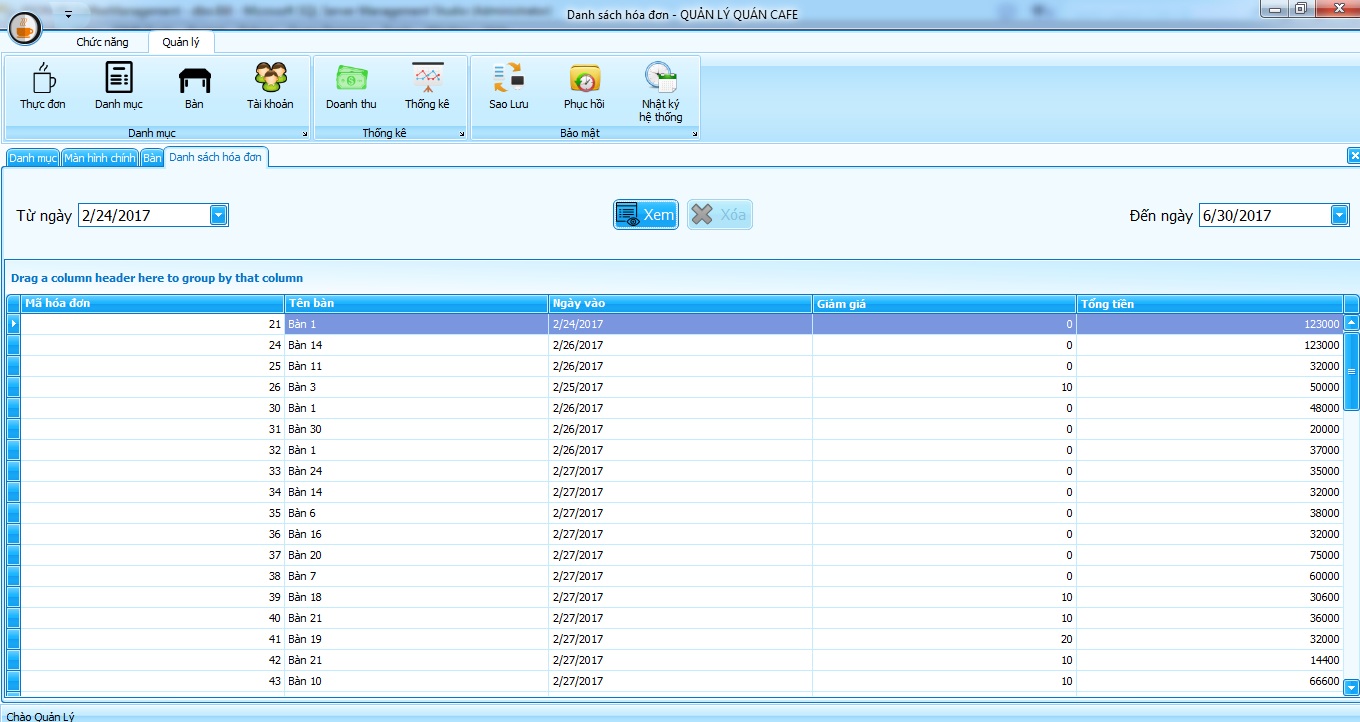 Danh sách hóa đơn - QUẢN LÝ QUÁN CAFE
Chức năng Quản lý
Thực đơn Danh mục Bàn Tài khoản Doanh thu Thống kê Sao Lưu Phục hồi Nhật ký
hệ thống
Danh mục Thống kê Bảo mật
Danh mục Màn hình chính Bàn Danh sách hóa đơn
Từ ngày 2/24/2017 Xem Xóa Đến ngày 6/30/2017
Drag a column header here to group by that column
Mã hóa đơn Tên bàn Ngày vào Giảm giá Tổng tiền
21 Bàn 1 2/24/2017 0 123000
24 Bàn 14 2/26/2017 0 123000
25 Bàn 11 2/26/2017 0 32000
26 Bàn 3 2/25/2017 10 50000
30 Bàn 1 2/26/2017 0 48000
31 Bàn 30 2/26/2017 0 20000
32 Bàn 1 2/26/2017 0 37000
33 Bàn 24 2/27/2017 0 35000
34 Bàn 14 2/27/2017 0 32000
35 Bàn 6 2/27/2017 0 38000
36 Bàn 16 2/27/2017 0 32000
37 Bàn 20 2/27/2017 0 75000
38 Bàn 7 2/27/2017 0 60000
39 Bàn 18 2/27/2017 10 30600
40 Bàn 21 2/27/2017 10 36000
41 Bàn 19 2/27/2017 20 32000
42 Bàn 21 2/27/2017 10 14400
43 Bàn 10 2/27/2017 10 66600
Chào Quản Lý